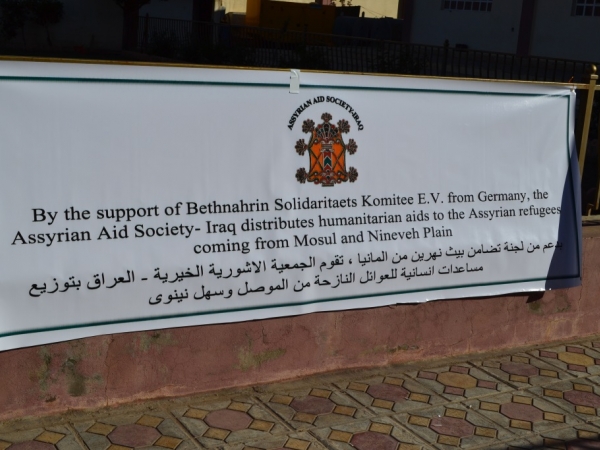 ASSYRIAN AID SOCIETY-IRAQ
By the support of Bethnahrin Solidaritaets Komitee E.V. from Germany, the
Assyrian Aid Society- Iraq distributes humanitarian aids to the Assyrian refugees
coming from Mosul and Nineveh Plain
بدعم من لجنة تضامن بيث نهرين من المانيا ، تقوم الجمعية الاشورية الخيرية - العراق بتوزيع
مساعدات انسانية للعوائل النازحة من الموصل وسهل نينوى